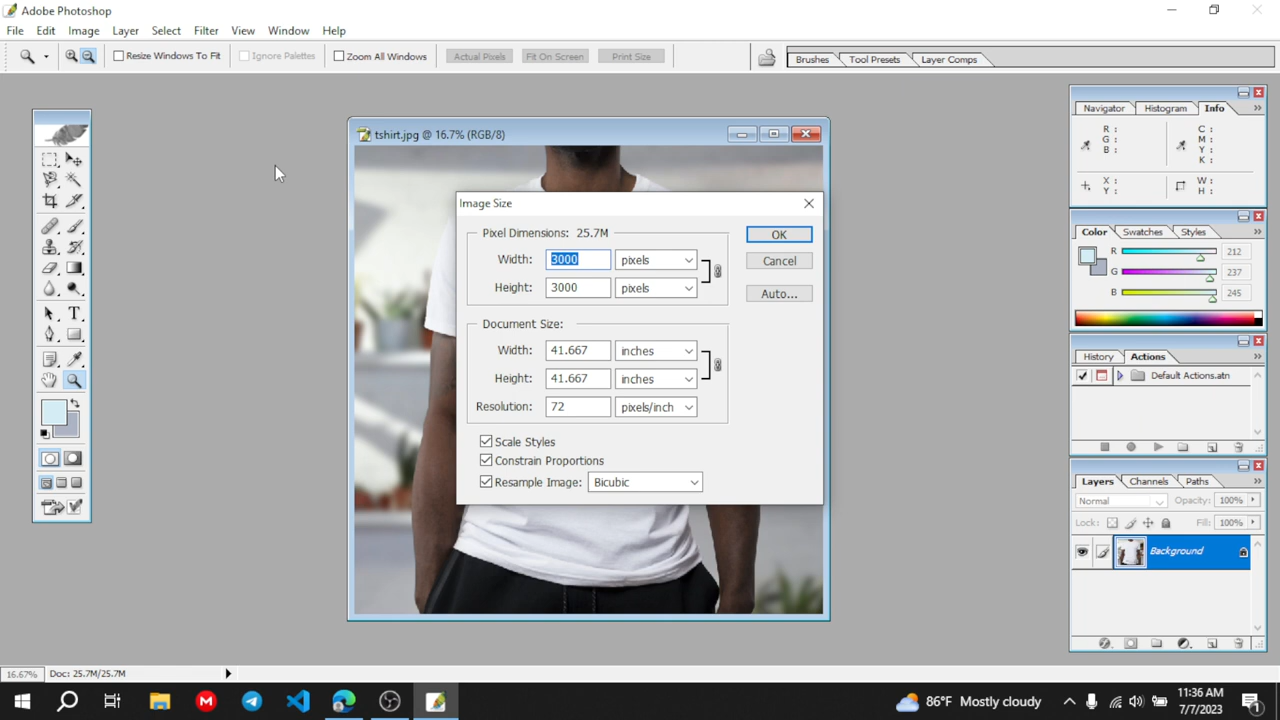 Adobe Photoshop
File Edit Image Layer Select Filter View Window Help
Resize Windows To Fit Ignore Palettes Zoom All Windows Actual Pixels Fit On Screen Print Size Brushes Tool Presets Layer Comps
tshirt.jpg @ 16.7% (RGB/8)
Image Size
Pixel Dimensions: 25.7M
Width: 3000 pixels
Height: 3000 pixels
OK
Cancel
Auto...
Document Size:
Width: 41.667 inches
Height: 41.667 inches
Resolution: 72 pixels/inch
Scale Styles
Constrain Proportions
Resample Image: Bicubic
Navigator Histogram Info
R : C :
G : M :
B : Y :
K :
X : W :
Y : H :
Color Swatches Styles
R 212
G 237
B 245
History Actions
Default Actions.atn
Layers Channels Paths
Normal Opacity: 100%
Lock: Fill: 100%
Background
T
16.67% Doc: 25.7M/25.7M
M 86°F Mostly cloudy 11:36 AM
7/7/2023
1